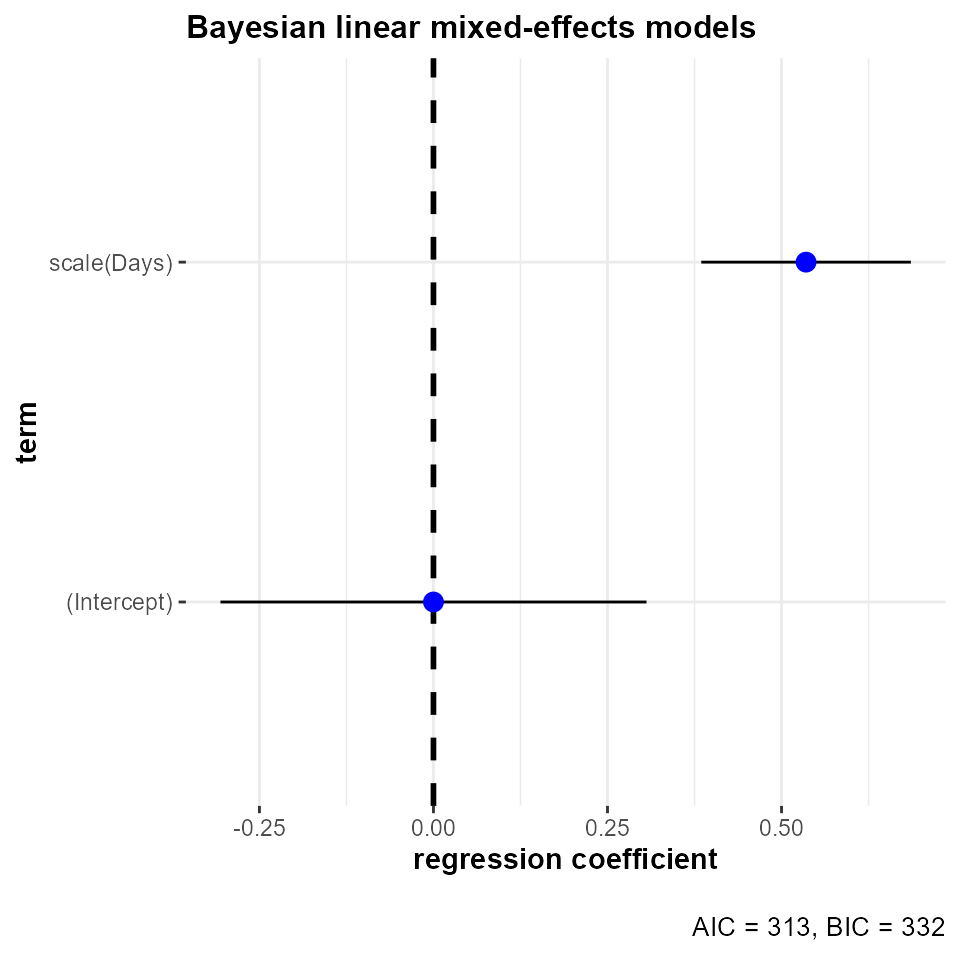 Bayesian linear mixed-effects models
scale(Days)
term
(Intercept)
-0.25 0.00 0.25 0.50
regression coefficient
AIC = 313, BIC = 332